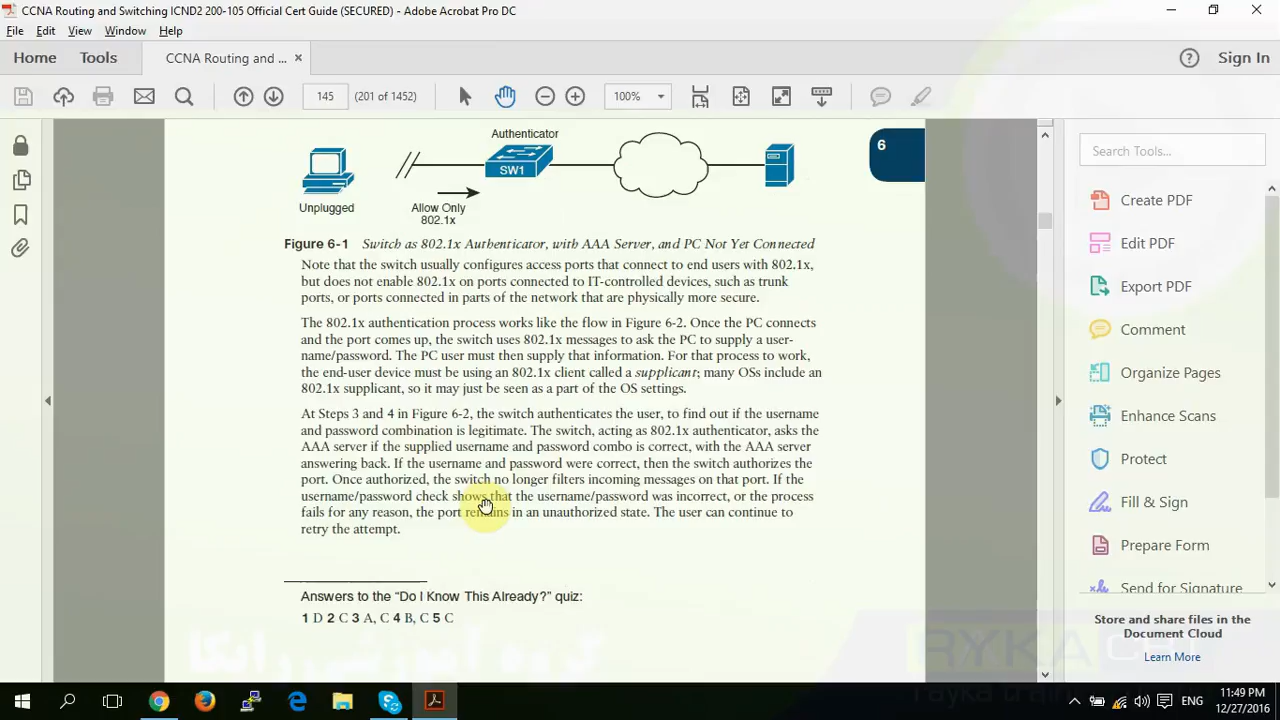 CCNA Routing and Switching ICND2 200-105 Official Cert Guide (SECURED) - Adobe Acrobat Pro DC
File Edit View Window Help
Home Tools CCNA Routing and ... × Sign In
145 (201 of 1452) 100%
Authenticator
6
SW1
Unplugged
Allow Only
802.1x
Figure 6-1 Switch as 802.1x Authenticator, with AAA Server, and PC Not Yet Connected
Note that the switch usually configures access ports that connect to end users with 802.1x,
but does not enable 802.1x on ports connected to IT-controlled devices, such as trunk
ports, or ports connected in parts of the network that are physically more secure.
The 802.1x authentication process works like the flow in Figure 6-2. Once the PC connects
and the port comes up, the switch uses 802.1x messages to ask the PC to supply a user-
name/password. The PC user must then supply that information. For that process to work,
the end-user device must be using an 802.1x client called a supplicant; many OSs include an
802.1x supplicant, so it may just be seen as a part of the OS settings.
At Steps 3 and 4 in Figure 6-2, the switch authenticates the user, to find out if the username
and password combination is legitimate. The switch, acting as 802.1x authenticator, asks the
AAA server if the supplied username and password combo is correct, with the AAA server
answering back. If the username and password were correct, then the switch authorizes the
port. Once authorized, the switch no longer filters incoming messages on that port. If the
username/password check shows that the username/password was incorrect, or the process
fails for any reason, the port remains in an unauthorized state. The user can continue to
retry the attempt.
Answers to the "Do I Know This Already?" quiz:
1 D 2 C 3 A, C 4 B, C 5 C
Search Tools...
Create PDF
Edit PDF
Export PDF
Comment
Organize Pages
Enhance Scans
Protect
Fill & Sign
Prepare Form
Send for Signature
Store and share files in the
Document Cloud
Learn More
RYKA
ENG
11:49 PM
12/27/2016